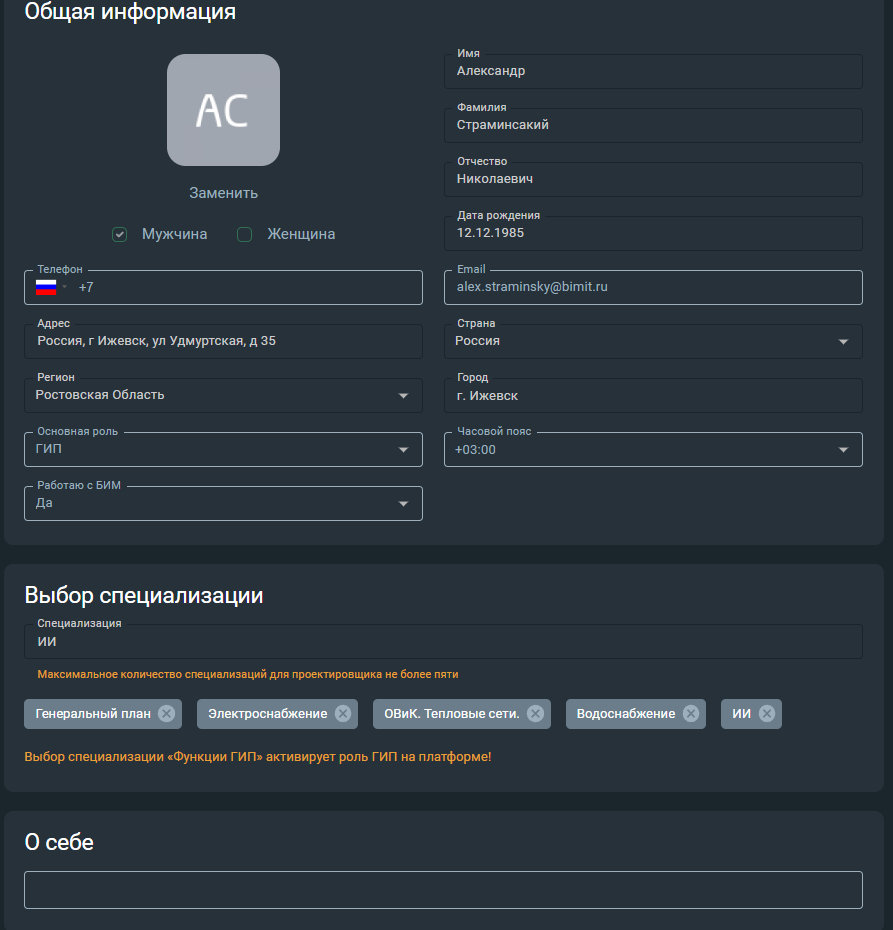 Общая информация
АС
Заменить
Мужчина
Женщина
Имя
Александр
Фамилия
Страминсакий
Отчество
Николаевич
Дата рождения
12.12.1985
Телефон
+7
Email
alex.straminsky@bimit.ru
Адрес
Россия, г Ижевск, ул Удмуртская, д 35
Страна
Россия
Регион
Ростовская Область
Город
г. Ижевск
Основная роль
ГИП
Часовой пояс
+03:00
Работаю с БИМ
Да
Выбор специализации
Специализация
ИИ
Максимальное количество специализаций для проектировщика не более пяти
Генеральный план
Электроснабжение
ОВиК. Тепловые сети.
Водоснабжение
ИИ
Выбор специализации «Функции ГИП» активирует роль ГИП на платформе!
О себе